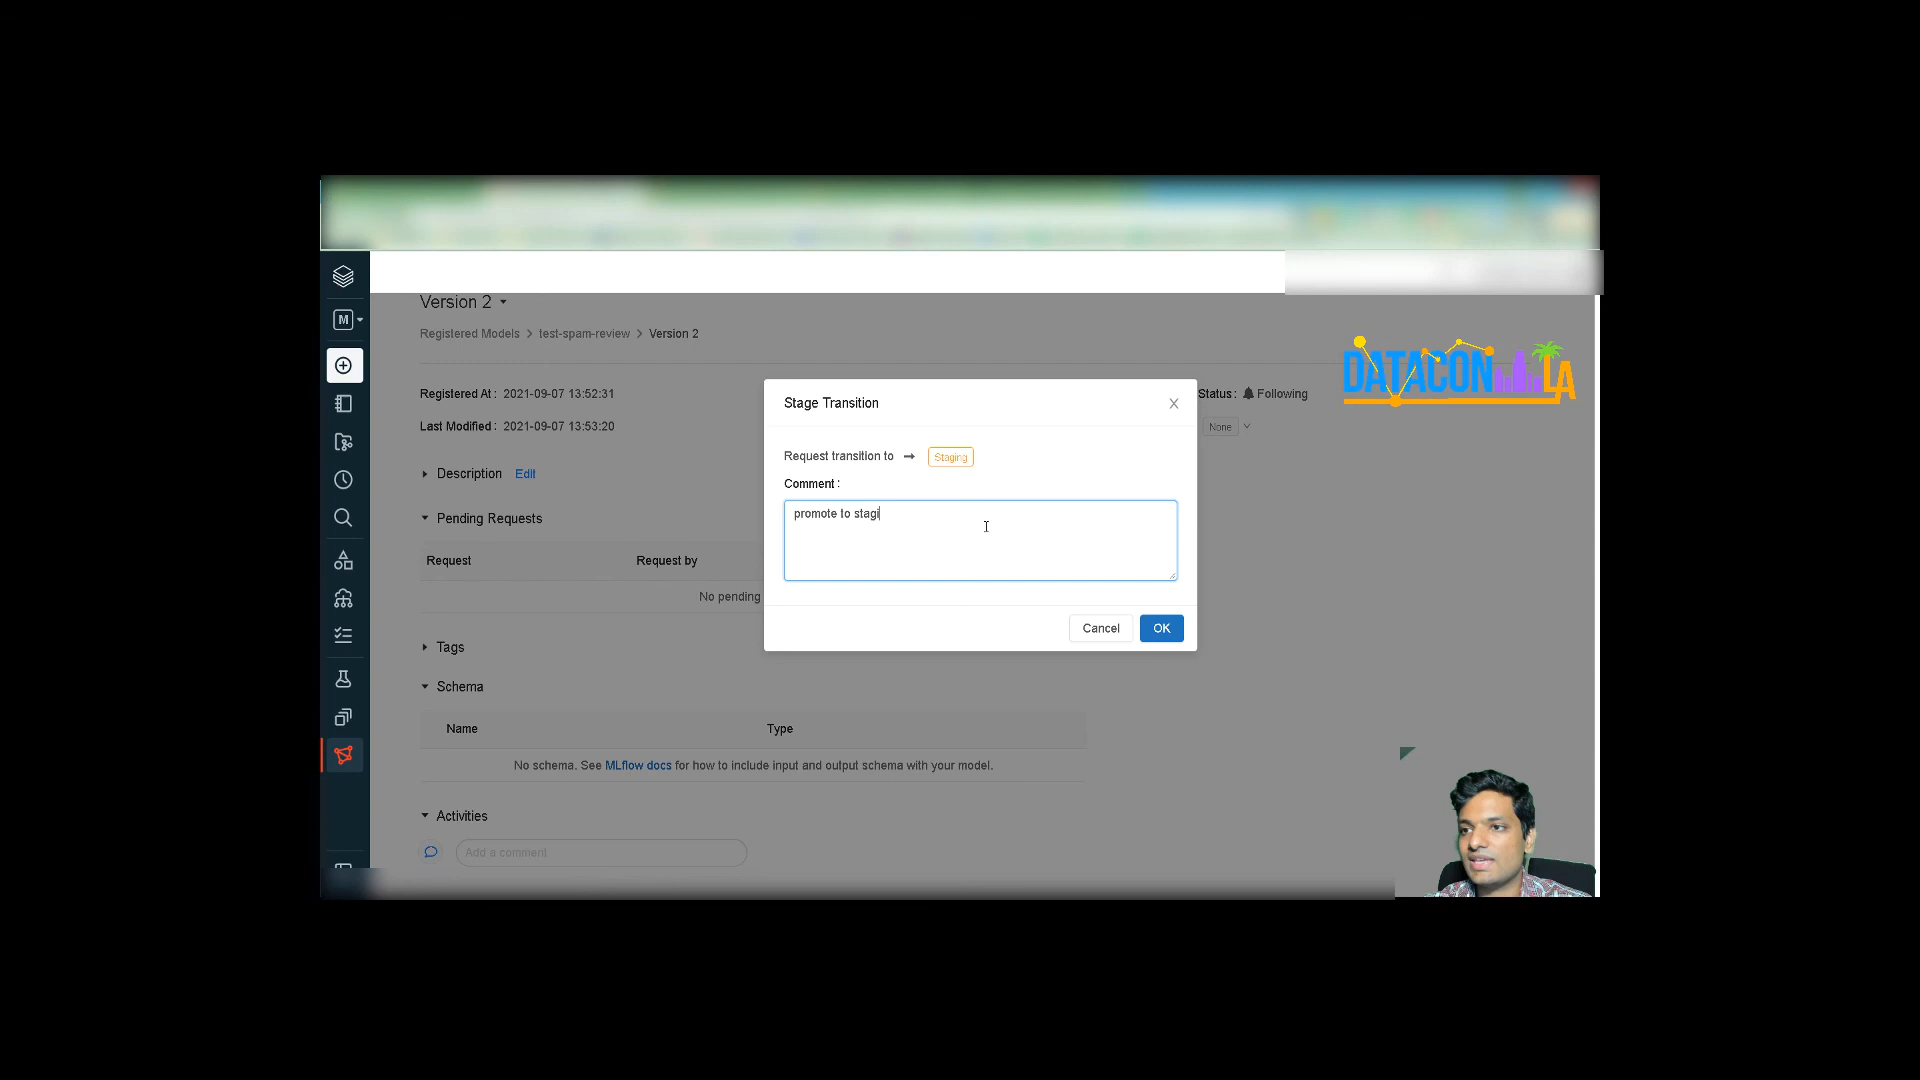 Version 2
Registered Models > test-spam-review > Version 2
Registered At : 2021-09-07 13:52:31
Status : Following
Last Modified : 2021-09-07 13:53:20
None
Description Edit
Pending Requests
Request Request by
No pending
Tags
Schema
Name Type
No schema. See MLflow docs for how to include input and output schema with your model.
Activities
Add a comment
Stage Transition
X
Request transition to → Staging
Comment :
promote to stagi
Cancel OK
M
DATACON LA